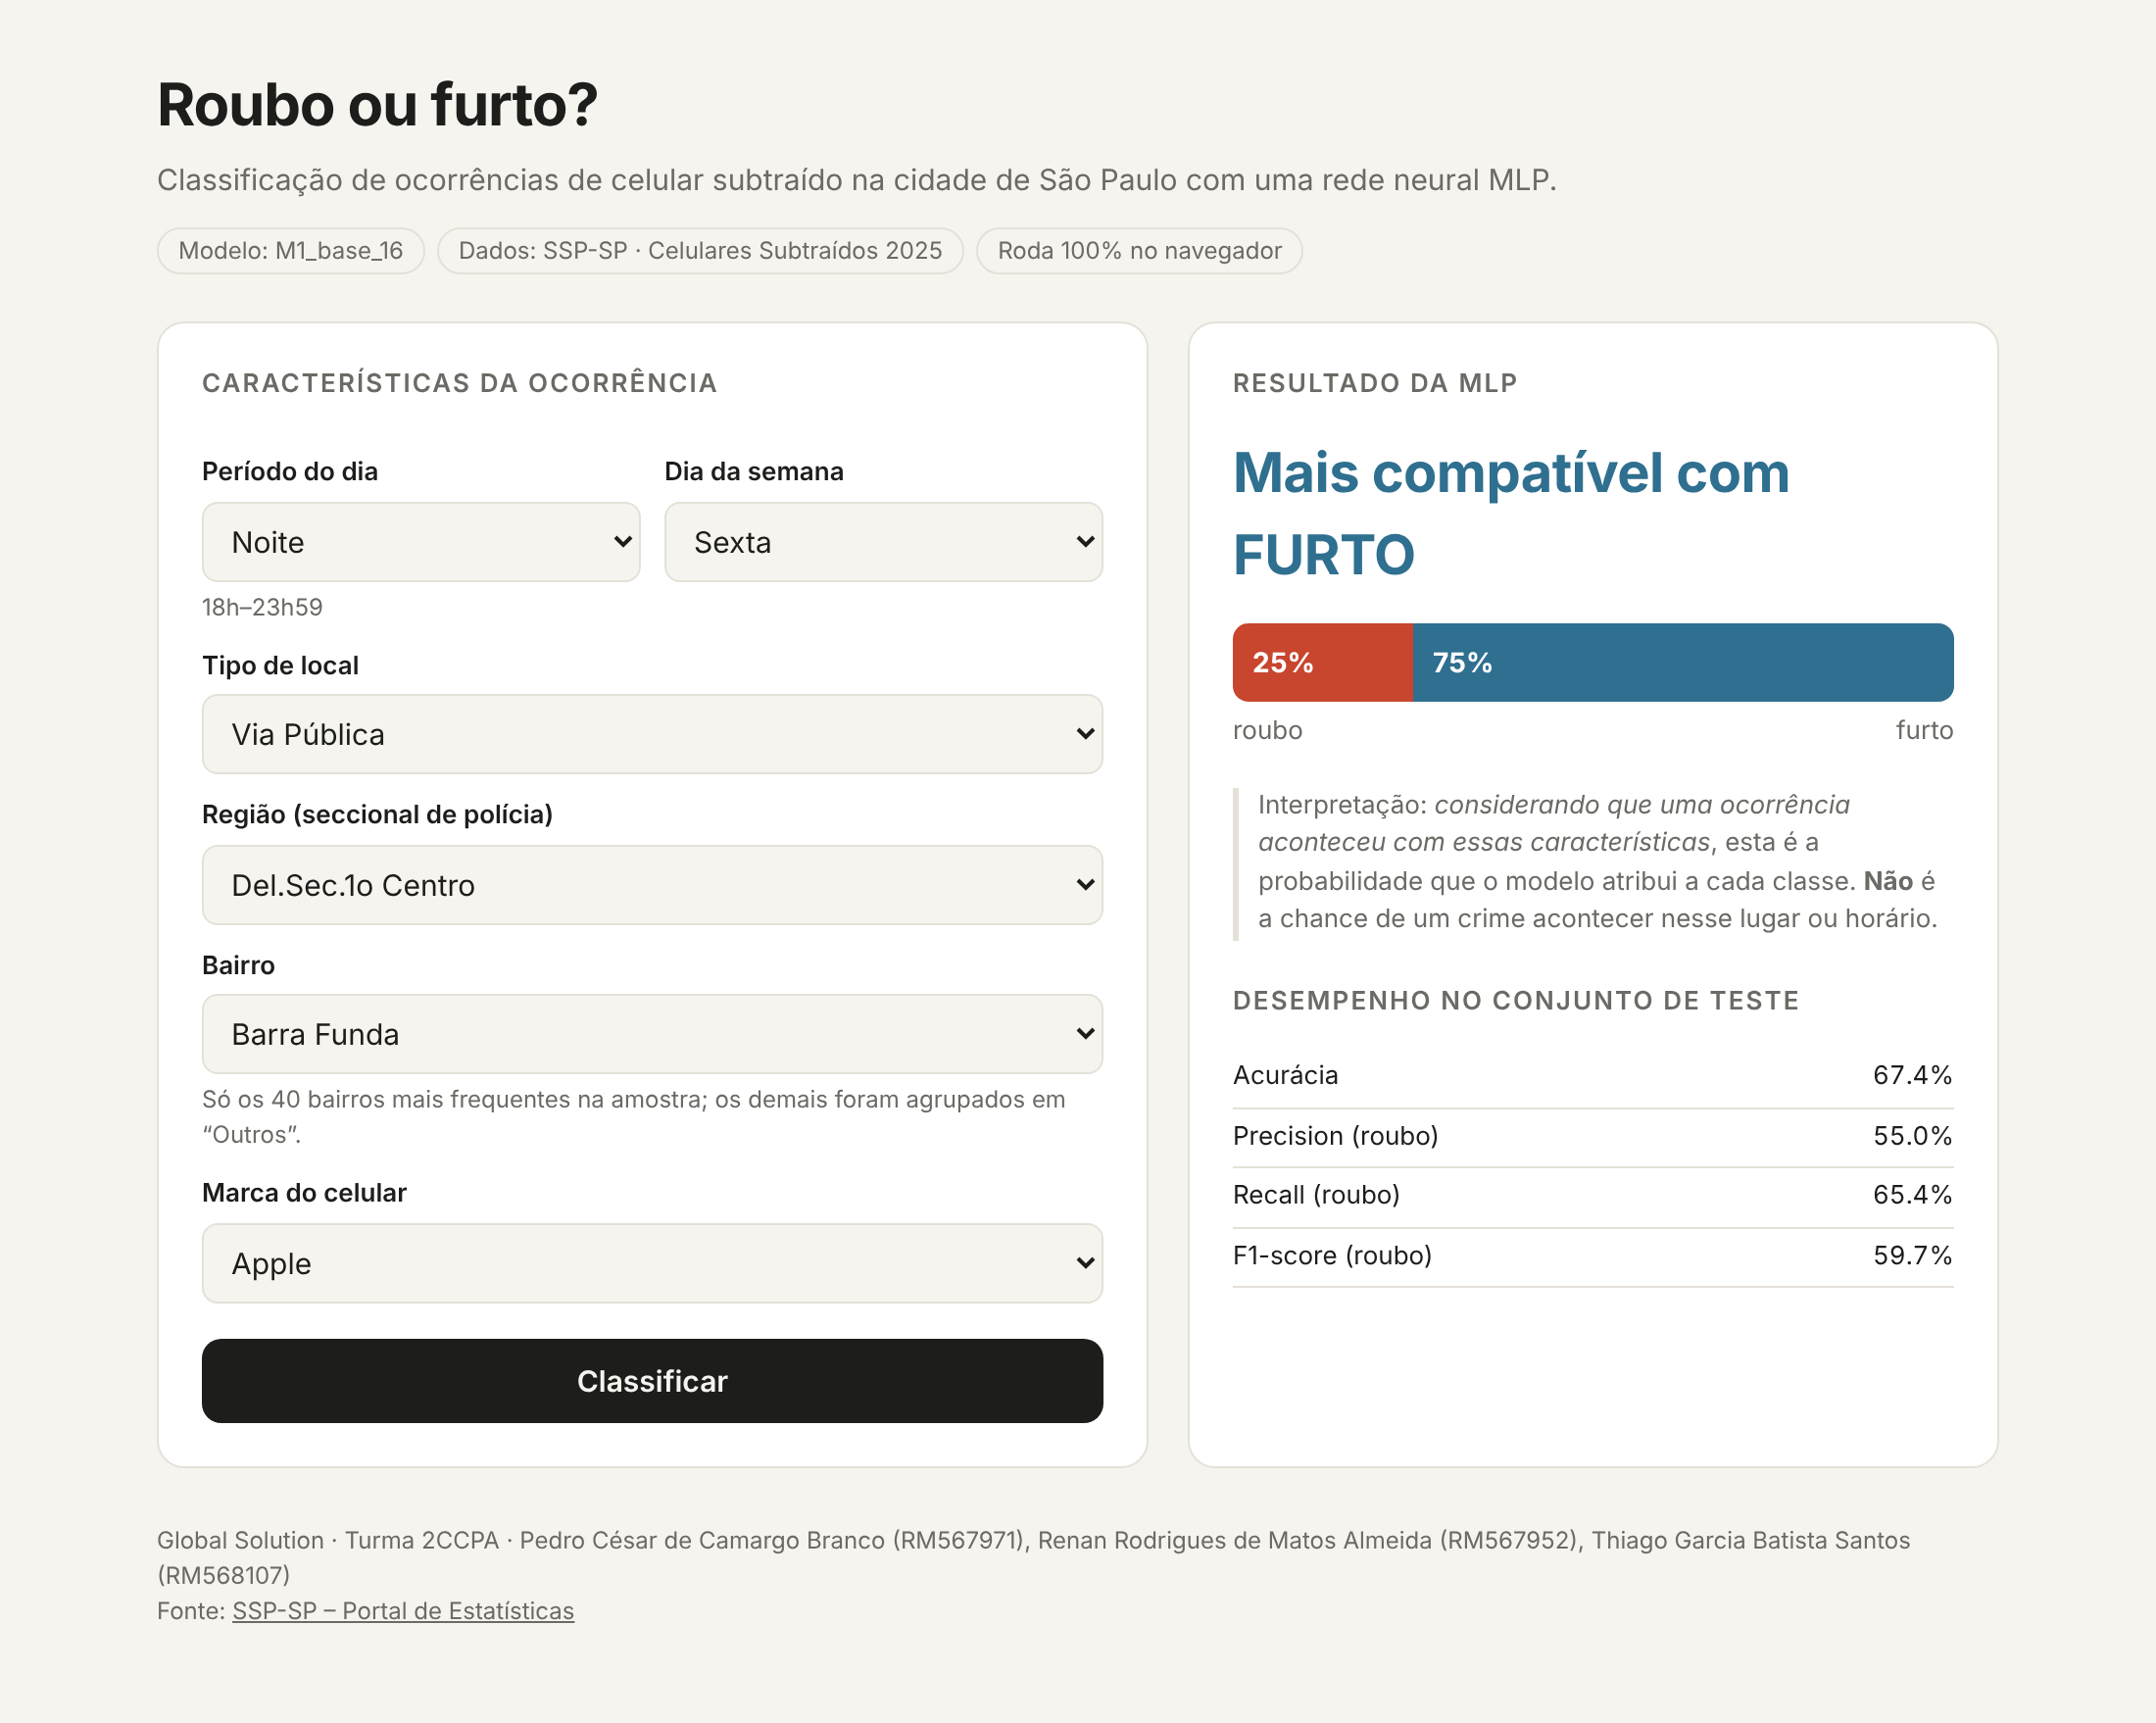 Roubo ou furto?
Classificação de ocorrências de celular subtraído na cidade de São Paulo com uma rede neural MLP.
Modelo: M1_base_16
Dados: SSP-SP · Celulares Subtraídos 2025
Roda 100% no navegador
CARACTERÍSTICAS DA OCORRÊNCIA
Período do dia
Noite
18h–23h59
Dia da semana
Sexta
Tipo de local
Via Pública
Região (seccional de polícia)
Del.Sec.1o Centro
Bairro
Barra Funda
Só os 40 bairros mais frequentes na amostra; os demais foram agrupados em
“Outros”.
Marca do celular
Apple
Classificar
RESULTADO DA MLP
Mais compatível com
FURTO
25%
75%
roubo
furto
Interpretação: considerando que uma ocorrência
aconteceu com essas características, esta é a
probabilidade que o modelo atribui a cada classe. Não é
a chance de um crime acontecer nesse lugar ou horário.
DESEMPENHO NO CONJUNTO DE TESTE
Acurácia 67.4%
Precision (roubo) 55.0%
Recall (roubo) 65.4%
F1-score (roubo) 59.7%
Global Solution · Turma 2CCPA · Pedro César de Camargo Branco (RM567971), Renan Rodrigues de Matos Almeida (RM567952), Thiago Garcia Batista Santos
(RM568107)
Fonte: SSP-SP – Portal de Estatísticas